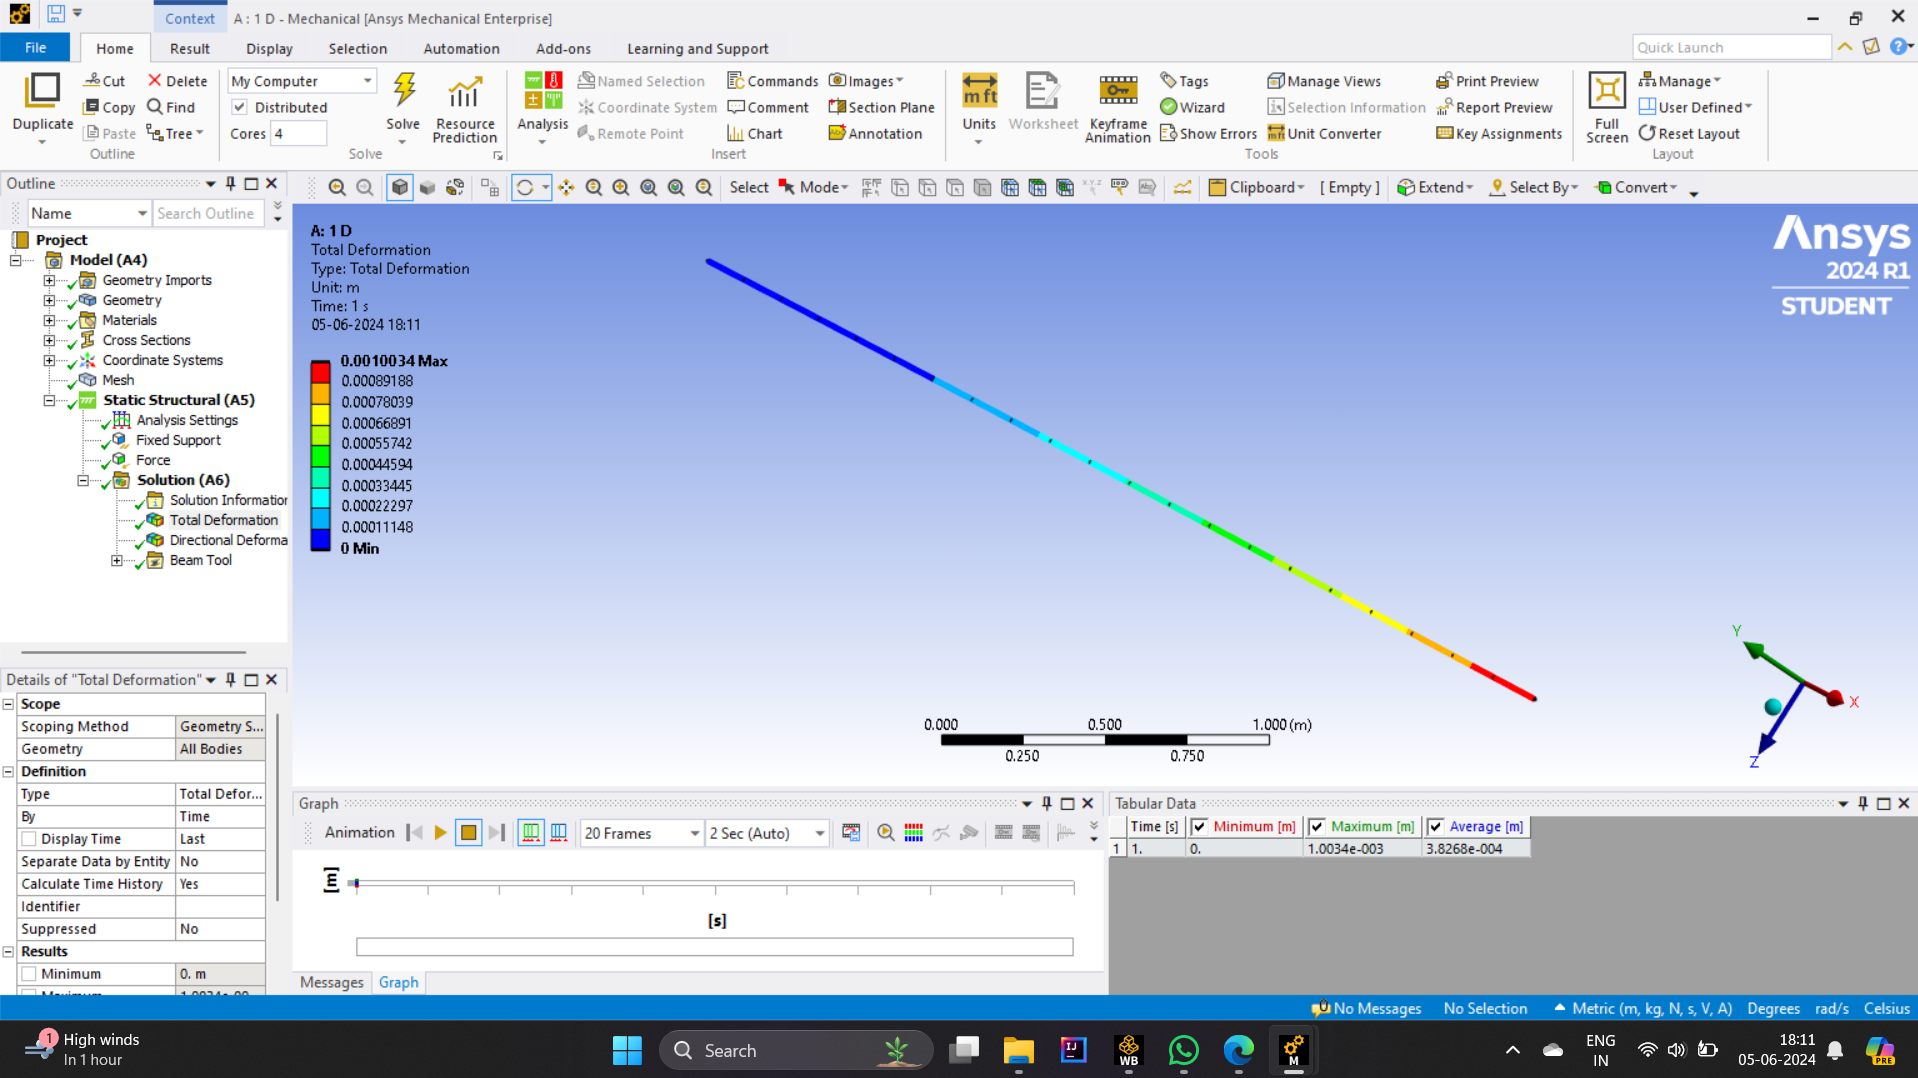 Context
A : 1 D - Mechanical [Ansys Mechanical Enterprise]
File
Home
Result
Display
Selection
Automation
Add-ons
Learning and Support
Quick Launch
Duplicate
Cut
Copy
Paste
Delete
Find
Tree
Outline
My Computer
Distributed
Cores 4
Solve
Resource
Prediction
Solve
Analysis
Named Selection
Coordinate System
Remote Point
Commands
Comment
Chart
Images
Section Plane
Annotation
Insert
m ft
Units
Worksheet
Keyframe
Animation
Tags
Wizard
Show Errors
Manage Views
Selection Information
Unit Converter
Print Preview
Report Preview
Key Assignments
Tools
Full
Screen
Manage
User Defined
Reset Layout
Layout
Outline
Name
Search Outline
Select
Mode
Clipboard
[ Empty ]
Extend
Select By
Convert
Project
Model (A4)
Geometry Imports
Geometry
Materials
Cross Sections
Coordinate Systems
Mesh
Static Structural (A5)
Analysis Settings
Fixed Support
Force
Solution (A6)
Solution Information
Total Deformation
Directional Deforma
Beam Tool
A: 1 D
Total Deformation
Type: Total Deformation
Unit: m
Time: 1 s
05-06-2024 18:11
0.0010034 Max
0.00089188
0.00078039
0.00066891
0.00055742
0.00044594
0.00033445
0.00022297
0.00011148
0 Min
Ansys
2024 R1
STUDENT
0.000
0.500
1.000 (m)
0.250
0.750
Y
X
Z
Details of "Total Deformation"
Scope
Scoping Method Geometry S...
Geometry All Bodies
Definition
Type Total Defor...
By Time
Display Time Last
Separate Data by Entity No
Calculate Time History Yes
Identifier
Suppressed No
Results
Minimum 0. m
Graph
Animation
20 Frames
2 Sec (Auto)
[m]
[s]
Messages
Graph
Tabular Data
Time [s] Minimum [m] Maximum [m] Average [m]
1 1. 0. 1.0034e-003 3.8268e-004
No Messages
No Selection
Metric (m, kg, N, s, V, A)
Degrees
rad/s
Celsius
1
High winds
In 1 hour
Search
IJ
WB
M
ENG
IN
18:11
05-06-2024
PRE